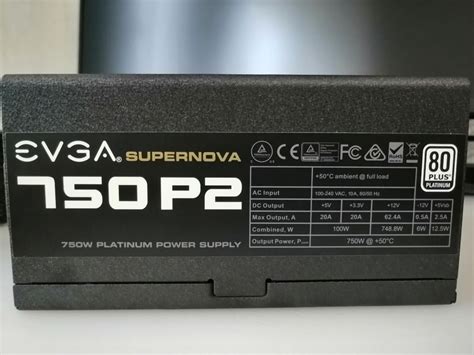 EVGA® SUPERNOVA
750 P2
750W PLATINUM POWER SUPPLY
+50°C ambient @ full load
AC Input 100-240 VAC, 10A, 60/50 Hz
DC Output +5V +3.3V +12V -12V +5Vsb
Max Output, A 20A 20A 62.4A 0.5A 2.5A
Combined, W 100W 748.8W 6W 12.5W
Output Power, P 750W @ +50°C
80
PLUS®
PLATINUM